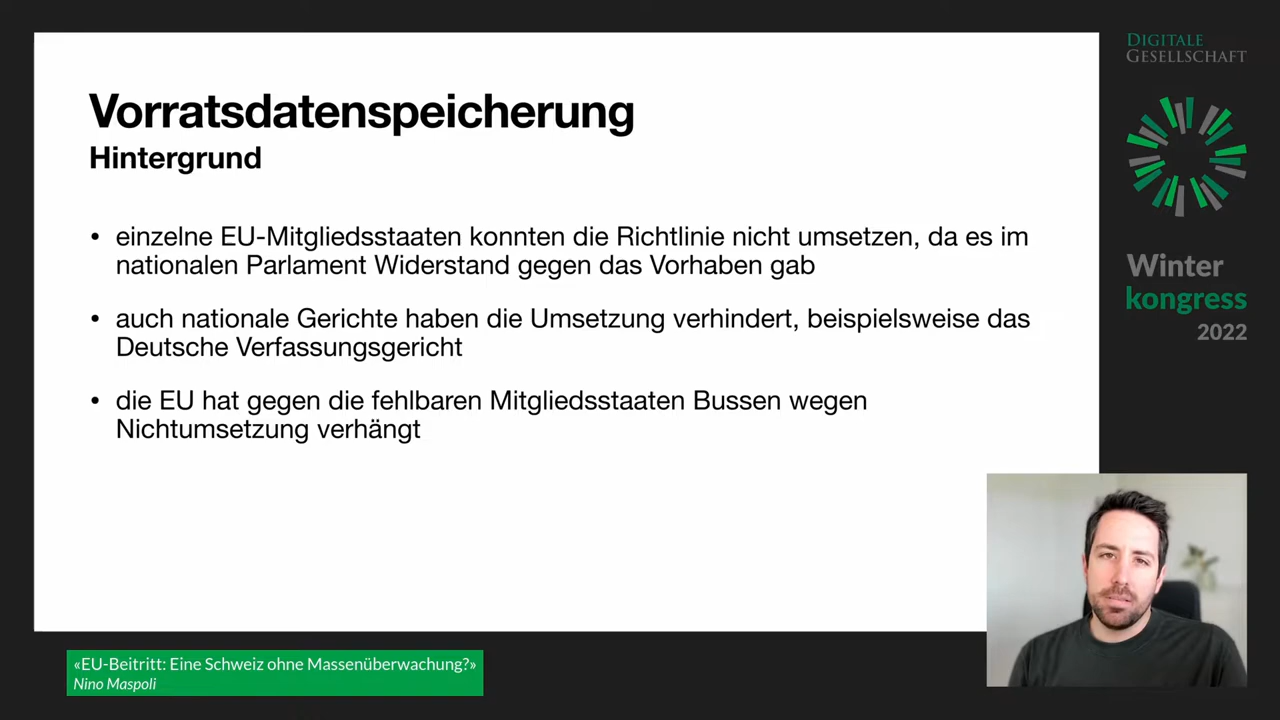 Vorratsdatenspeicherung
Hintergrund
• einzelne EU-Mitgliedsstaaten konnten die Richtlinie nicht umsetzen, da es im
nationalen Parlament Widerstand gegen das Vorhaben gab
• auch nationale Gerichte haben die Umsetzung verhindert, beispielsweise das
Deutsche Verfassungsgericht
• die EU hat gegen die fehlbaren Mitgliedsstaaten Bussen wegen
Nichtumsetzung verhängt
DIGITALE
GESELLSCHAFT
Winter
kongress
2022
«EU-Beitritt: Eine Schweiz ohne Massenüberwachung?»
Nino Maspoli